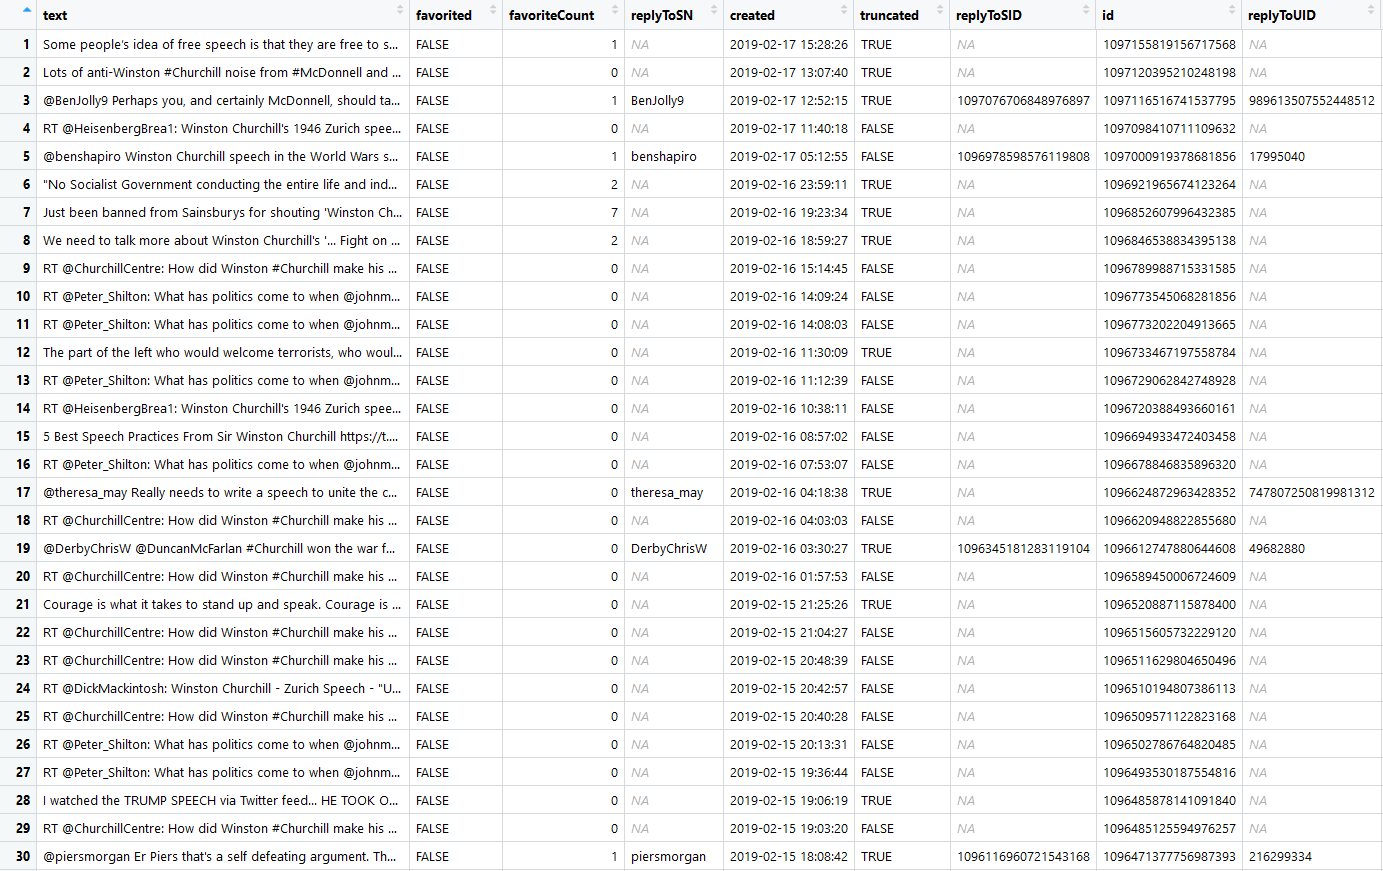 text favorited favoriteCount replyToSN created truncated replyToSID id replyToUID
1 Some people's idea of free speech is that they are free to s... FALSE 1 NA 2019-02-17 15:28:26 TRUE NA 1097155819156717568 NA
2 Lots of anti-Winston #Churchill noise from #McDonnell and ... FALSE 0 NA 2019-02-17 13:07:40 TRUE NA 1097120395210248198 NA
3 @BenJolly9 Perhaps you, and certainly McDonnell, should ta... FALSE 1 BenJolly9 2019-02-17 12:52:15 TRUE 1097076706848976897 1097116516741537795 989613507552448512
4 RT @HeisenbergBrea1: Winston Churchill's 1946 Zurich spee... FALSE 0 NA 2019-02-17 11:40:18 FALSE NA 1097098410711109632 NA
5 @benshapiro Winston Churchill speech in the World Wars s... FALSE 1 benshapiro 2019-02-17 05:12:55 FALSE 1096978598576119808 1097000919378681856 17995040
6 "No Socialist Government conducting the entire life and ind... FALSE 2 NA 2019-02-16 23:59:11 TRUE NA 1096921965674123264 NA
7 Just been banned from Sainsburys for shouting 'Winston Ch... FALSE 7 NA 2019-02-16 19:23:34 TRUE NA 1096852607996432385 NA
8 We need to talk more about Winston Churchill's '... Fight on ... FALSE 2 NA 2019-02-16 18:59:27 TRUE NA 1096846538834395138 NA
9 RT @ChurchillCentre: How did Winston #Churchill make his ... FALSE 0 NA 2019-02-16 15:14:45 FALSE NA 1096789988715331585 NA
10 RT @Peter_Shilton: What has politics come to when @johnm... FALSE 0 NA 2019-02-16 14:09:24 FALSE NA 1096773545068281856 NA
11 RT @Peter_Shilton: What has politics come to when @johnm... FALSE 0 NA 2019-02-16 14:08:03 FALSE NA 1096773202204913665 NA
12 The part of the left who would welcome terrorists, who woul... FALSE 0 NA 2019-02-16 11:30:09 TRUE NA 1096733467197558784 NA
13 RT @Peter_Shilton: What has politics come to when @johnm... FALSE 0 NA 2019-02-16 11:12:39 FALSE NA 1096729062842748928 NA
14 RT @HeisenbergBrea1: Winston Churchill's 1946 Zurich spee... FALSE 0 NA 2019-02-16 10:38:11 FALSE NA 1096720388493660161 NA
15 5 Best Speech Practices From Sir Winston Churchill https://t.... FALSE 0 NA 2019-02-16 08:57:02 FALSE NA 1096694933472403458 NA
16 RT @Peter_Shilton: What has politics come to when @johnm... FALSE 0 NA 2019-02-16 07:53:07 FALSE NA 1096678846835896320 NA
17 @theresa_may Really needs to write a speech to unite the c... FALSE 0 theresa_may 2019-02-16 04:18:38 TRUE NA 1096624872963428352 747807250819981312
18 RT @ChurchillCentre: How did Winston #Churchill make his ... FALSE 0 NA 2019-02-16 04:03:03 FALSE NA 1096620948822855680 NA
19 @DerbyChrisW @DuncanMcFarlan #Churchill won the war f... FALSE 0 DerbyChrisW 2019-02-16 03:30:27 TRUE 1096345181283119104 1096612747880644608 49682880
20 RT @ChurchillCentre: How did Winston #Churchill make his ... FALSE 0 NA 2019-02-16 01:57:53 FALSE NA 1096589450006724609 NA
21 Courage is what it takes to stand up and speak. Courage is ... FALSE 0 NA 2019-02-15 21:25:26 TRUE NA 1096520887115878400 NA
22 RT @ChurchillCentre: How did Winston #Churchill make his ... FALSE 0 NA 2019-02-15 21:04:27 FALSE NA 1096515605732229120 NA
23 RT @ChurchillCentre: How did Winston #Churchill make his ... FALSE 0 NA 2019-02-15 20:48:39 FALSE NA 1096511629804650496 NA
24 RT @DickMackintosh: Winston Churchill - Zurich Speech - "U... FALSE 0 NA 2019-02-15 20:42:57 FALSE NA 1096510194807386113 NA
25 RT @ChurchillCentre: How did Winston #Churchill make his ... FALSE 0 NA 2019-02-15 20:40:28 FALSE NA 1096509571122823168 NA
26 RT @Peter_Shilton: What has politics come to when @johnm... FALSE 0 NA 2019-02-15 20:13:31 FALSE NA 1096502786764820485 NA
27 RT @Peter_Shilton: What has politics come to when @johnm... FALSE 0 NA 2019-02-15 19:36:44 FALSE NA 1096493530187554816 NA
28 I watched the TRUMP SPEECH via Twitter feed... HE TOOK O... FALSE 0 NA 2019-02-15 19:06:19 TRUE NA 1096485878141091840 NA
29 RT @ChurchillCentre: How did Winston #Churchill make his ... FALSE 0 NA 2019-02-15 19:03:20 FALSE NA 1096485125594976257 NA
30 @piersmorgan Er Piers that's a self defeating argument. Th... FALSE 1 piersmorgan 2019-02-15 18:08:42 TRUE 1096116960721543168 1096471377756987393 216299334